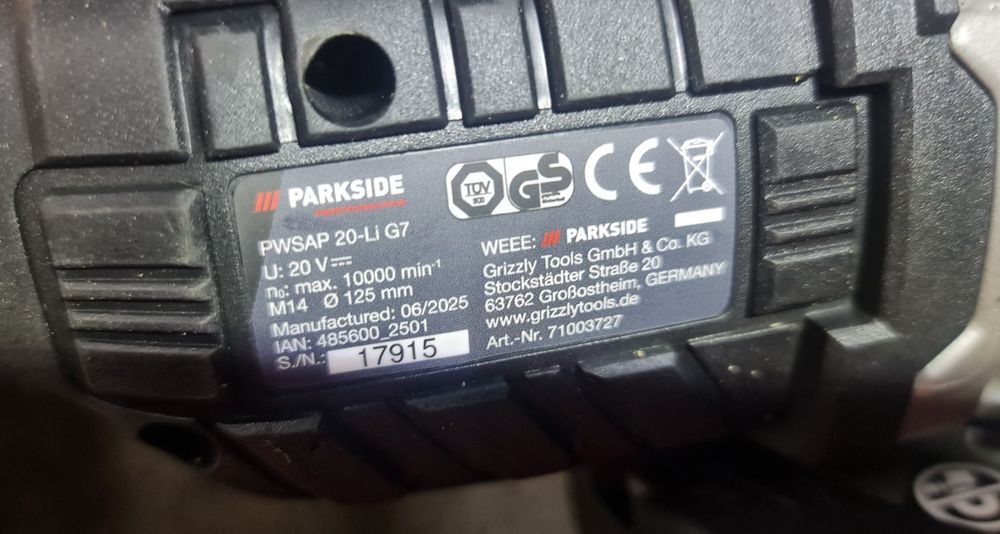 PARKSIDE
PWSAP 20-Li G7
U: 20 V
n₀: max. 10000 min⁻¹
M14 Ø 125 mm
Manufactured: 06/2025
IAN: 485600_2501
S./N.: 17915
TÜV
GS
CE
WEEE: PARKSIDE
Grizzly Tools GmbH & Co. KG
Stockstädter Straße 20
63762 Großostheim, GERMANY
www.grizzlytools.de
Art.-Nr. 71003727